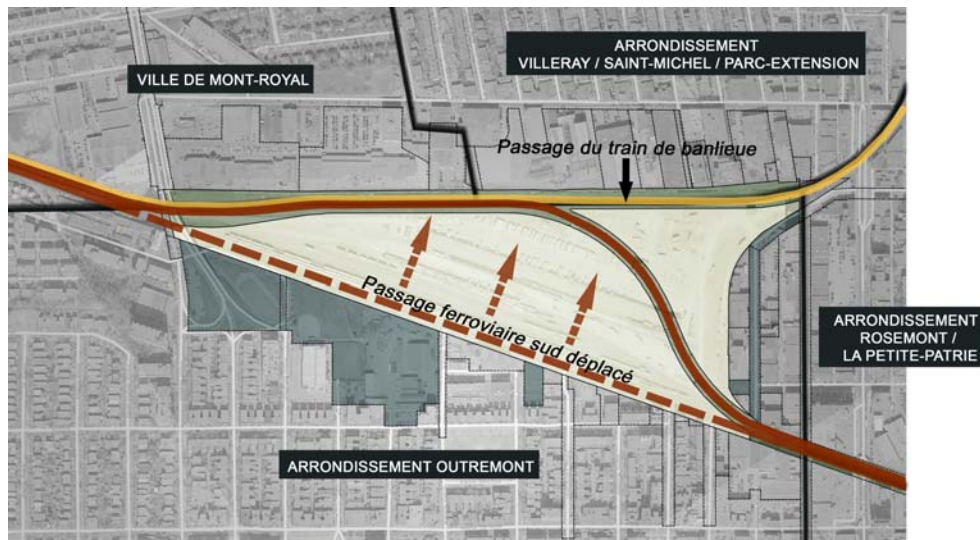 ARRONDISSEMENT
VILLERAY / SAINT-MICHEL / PARC-EXTENSION
VILLE DE MONT-ROYAL
Passage du train de banlieue
Passage ferroviaire sud déplacé
ARRONDISSEMENT
ROSEMONT /
LA PETITE-PATRIE
ARRONDISSEMENT OUTREMONT